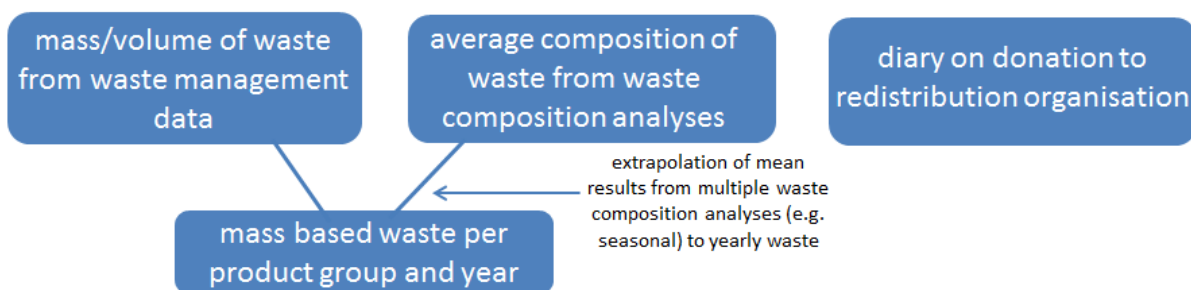 mass/volume of waste
from waste management
data
average composition of
waste from waste
composition analyses
diary on donation to
redistribution organisation
extrapolation of mean
results from multiple waste
composition analyses (e.g.
seasonal) to yearly waste
mass based waste per
product group and year